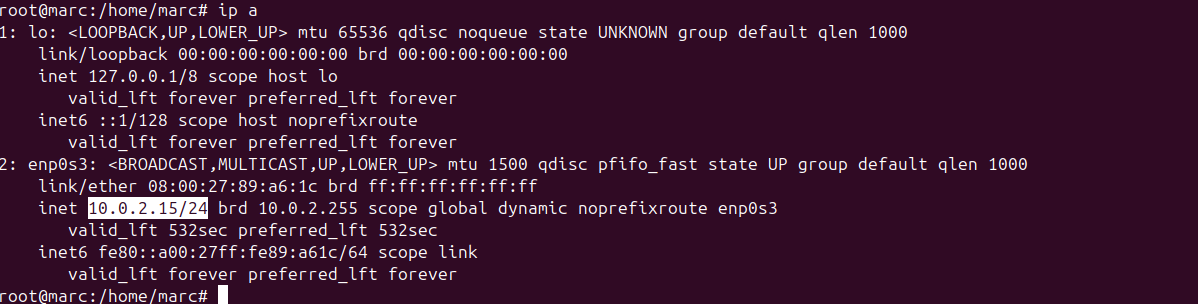 root@marc:/home/marc# ip a
1: lo: <LOOPBACK,UP,LOWER_UP> mtu 65536 qdisc noqueue state UNKNOWN group default qlen 1000
    link/loopback 00:00:00:00:00:00 brd 00:00:00:00:00:00
    inet 127.0.0.1/8 scope host lo
       valid_lft forever preferred_lft forever
    inet6 ::1/128 scope host noprefixroute
       valid_lft forever preferred_lft forever
2: enp0s3: <BROADCAST,MULTICAST,UP,LOWER_UP> mtu 1500 qdisc pfifo_fast state UP group default qlen 1000
    link/ether 08:00:27:89:a6:1c brd ff:ff:ff:ff:ff:ff
    inet 10.0.2.15/24 brd 10.0.2.255 scope global dynamic noprefixroute enp0s3
       valid_lft 532sec preferred_lft 532sec
    inet6 fe80::a00:27ff:fe89:a61c/64 scope link
       valid_lft forever preferred_lft forever
root@marc:/home/marc#